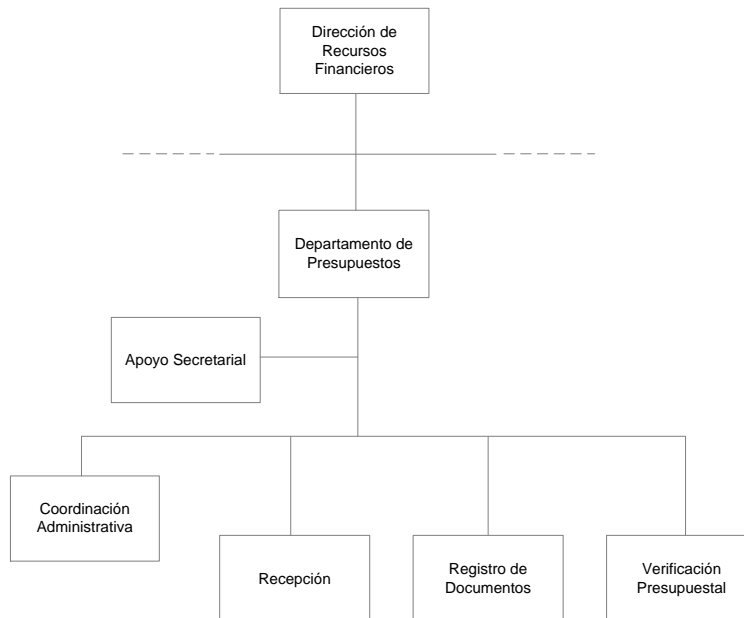 Dirección de
Recursos
Financieros
Departamento de
Presupuestos
Apoyo Secretarial
Coordinación
Administrativa
Recepción
Registro de
Documentos
Verificación
Presupuestal